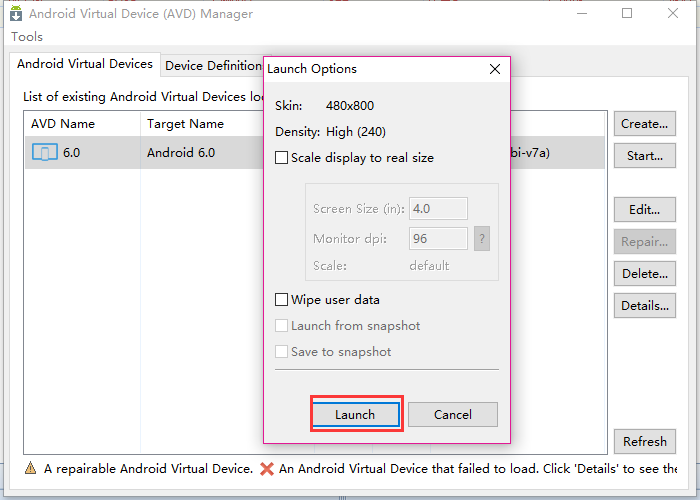 Android Virtual Device (AVD) Manager
Tools
Android Virtual Devices
Device Definition
List of existing Android Virtual Devices loc
AVD Name
Target Name
6.0
Android 6.0
bi-v7a)
Create...
Start...
Edit...
Repair...
Delete...
Details...
Refresh
Launch Options
Skin: 480x800
Density: High (240)
Scale display to real size
Screen Size (in): 4.0
Monitor dpi: 96 ?
Scale: default
Wipe user data
Launch from snapshot
Save to snapshot
Launch
Cancel
A repairable Android Virtual Device. An Android Virtual Device that failed to load. Click 'Details' to see the